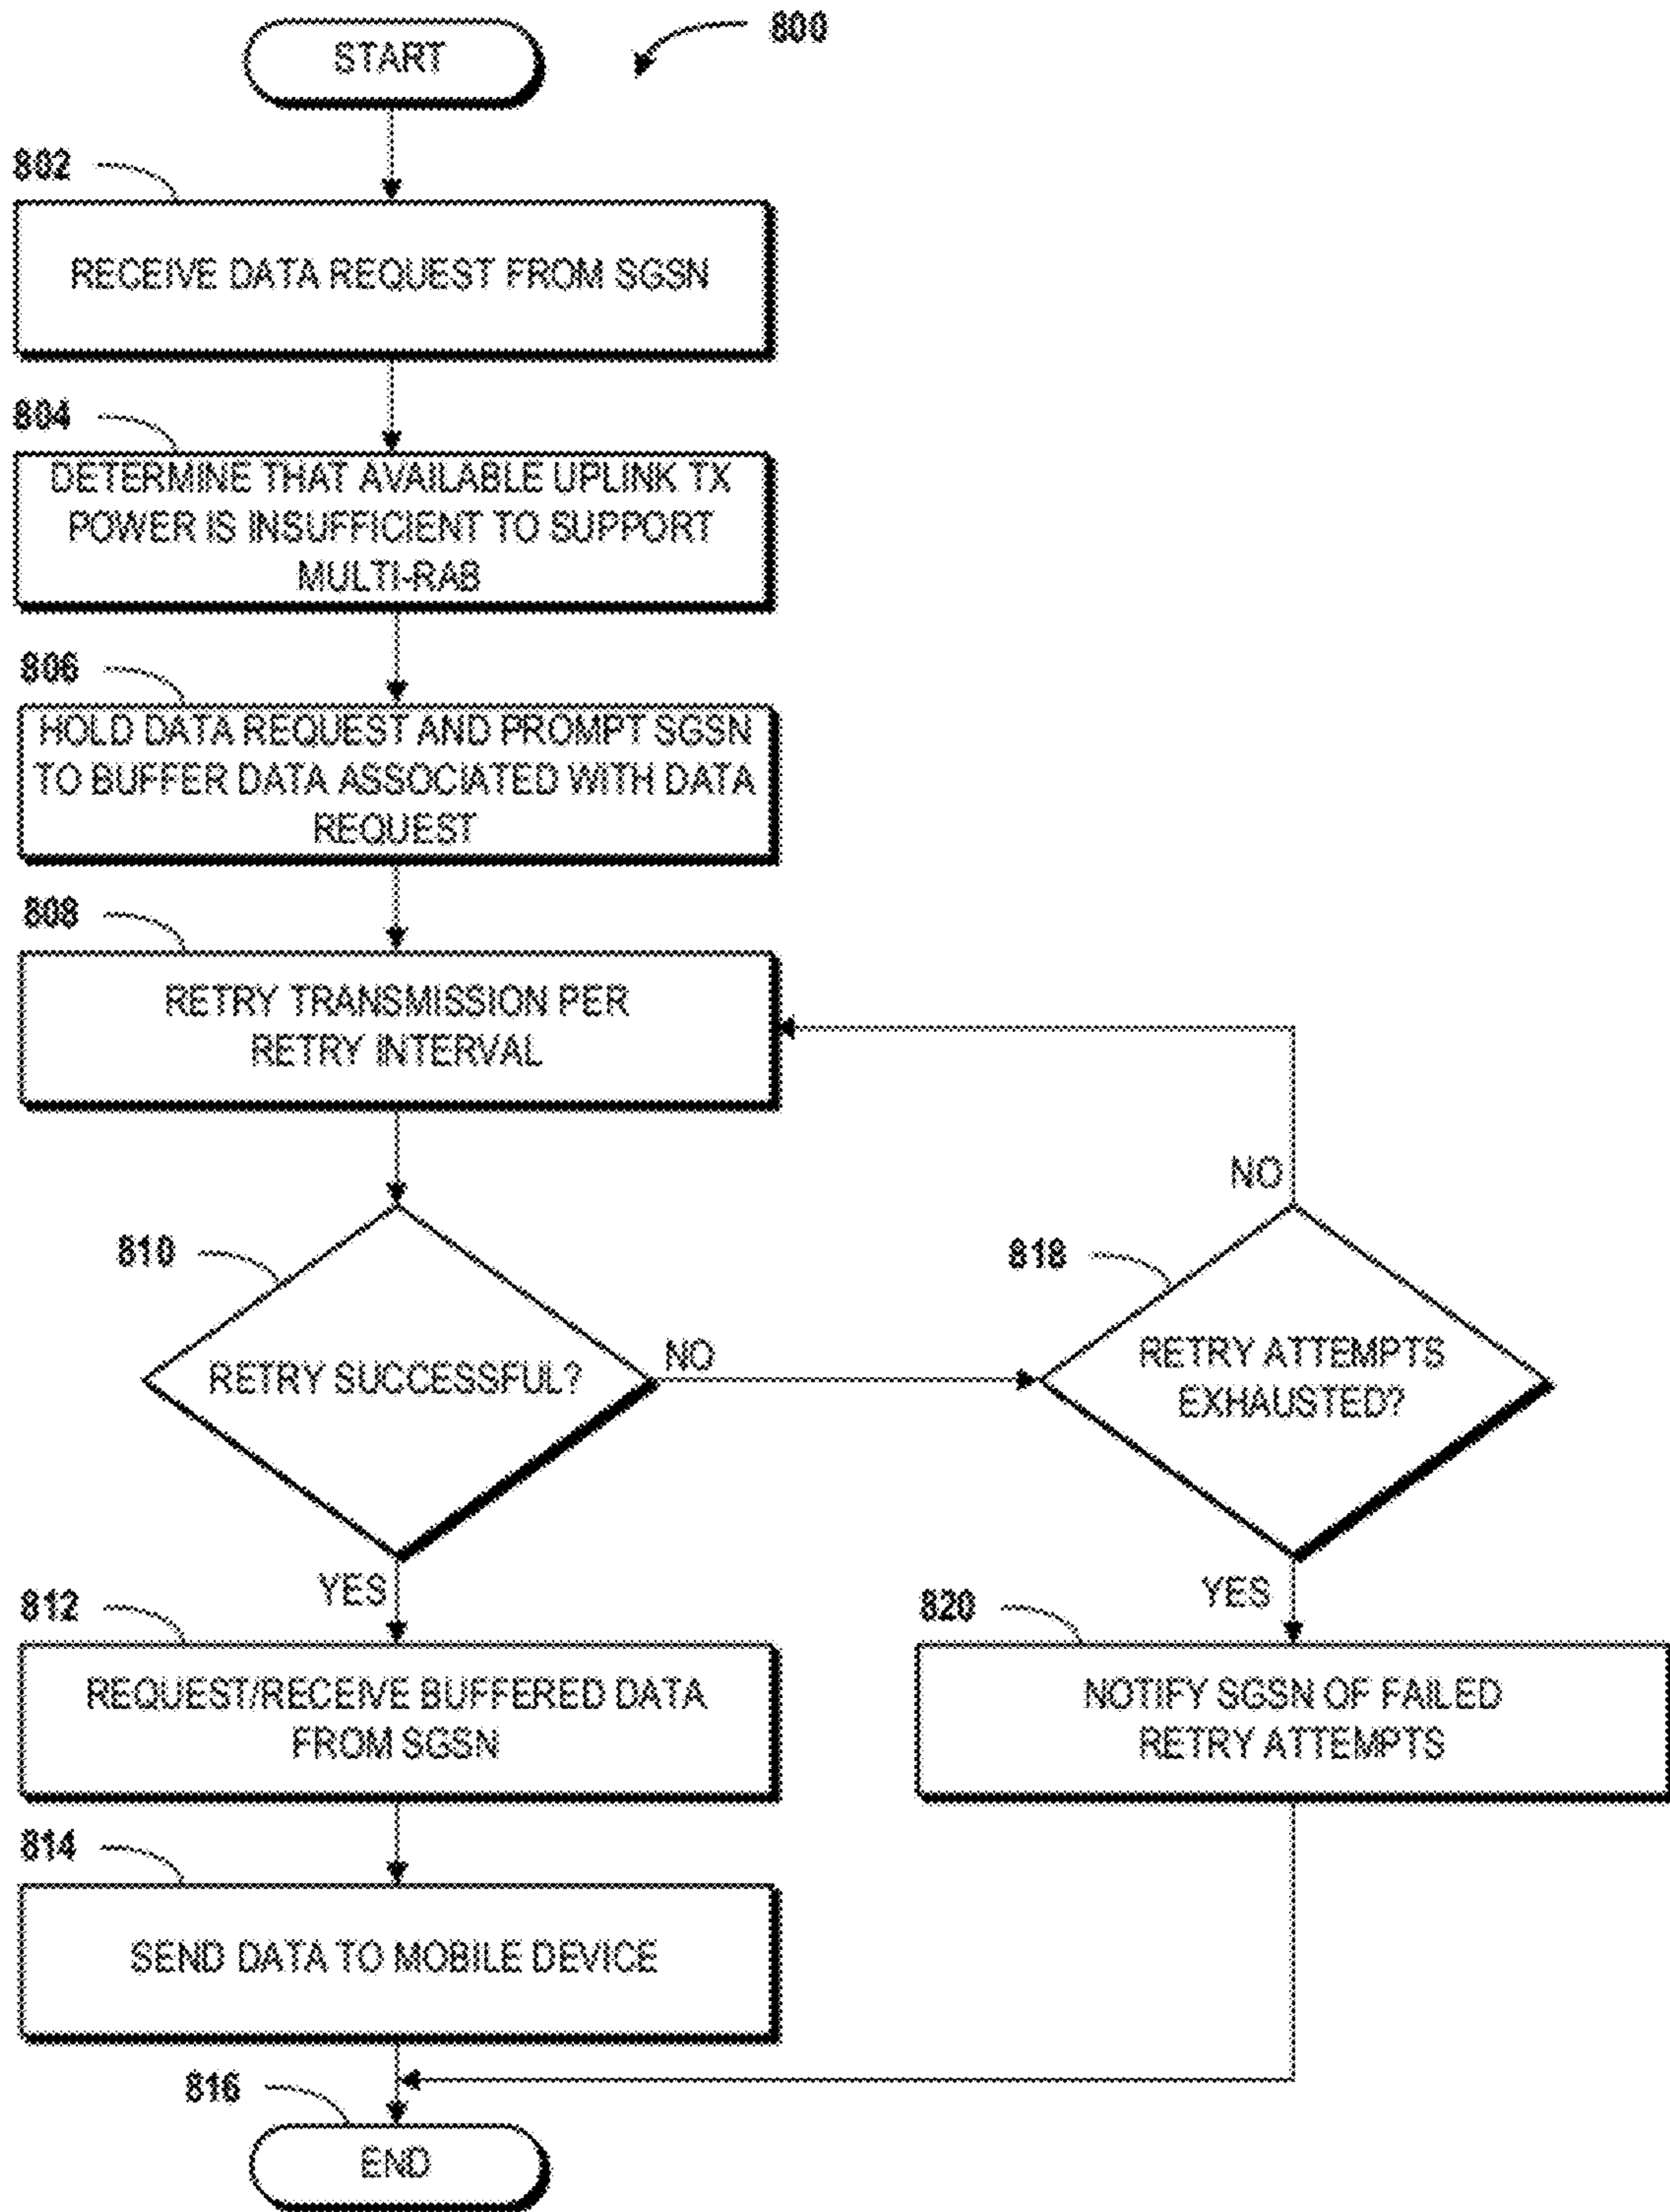 START
800
802
RECEIVE DATA REQUEST FROM SGSN
804
DETERMINE THAT AVAILABLE UPLINK TX
POWER IS INSUFFICIENT TO SUPPORT
MULTI-RAB
806
HOLD DATA REQUEST AND PROMPT SGSN
TO BUFFER DATA ASSOCIATED WITH DATA
REQUEST
808
RETRY TRANSMISSION PER
RETRY INTERVAL
810
RETRY SUCCESSFUL?
NO
818
RETRY ATTEMPTS
EXHAUSTED?
NO
YES
812
REQUEST/RECEIVE BUFFERED DATA
FROM SGSN
YES
820
NOTIFY SGSN OF FAILED
RETRY ATTEMPTS
814
SEND DATA TO MOBILE DEVICE
816
END